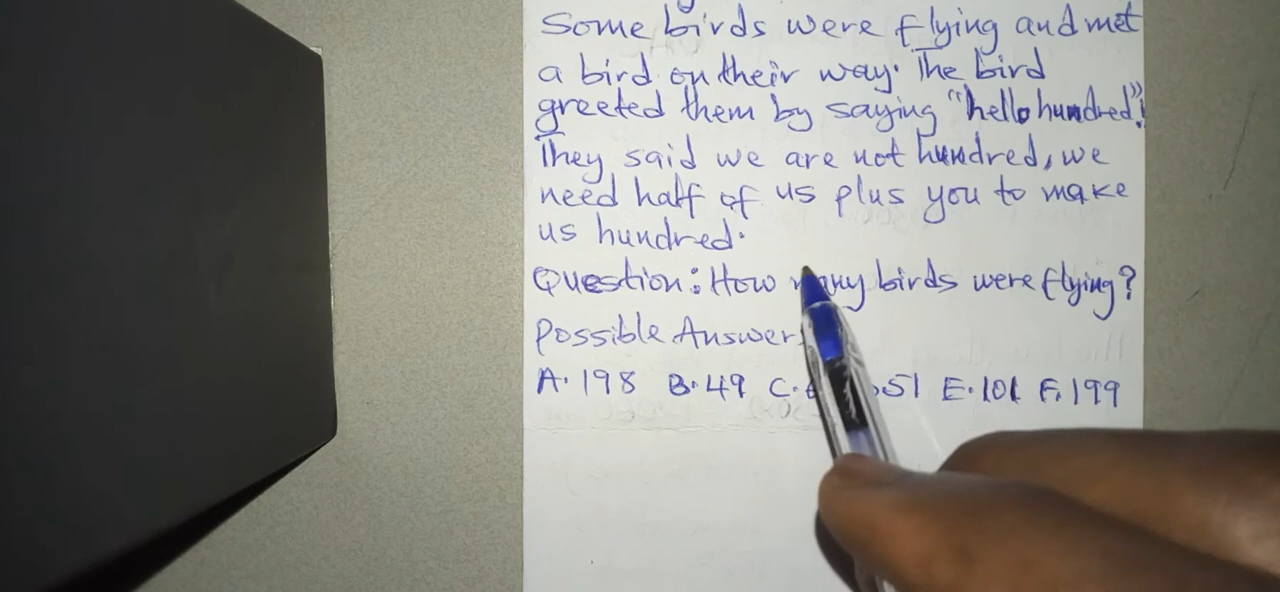 Some birds were flying and met
a bird on their way. The bird
greeted them by saying "hello hundred".
They said we are not hundred, we
need half of us plus you to make
us hundred.
Question: How many birds were flying?
Possible Answer
A. 198 B. 49 C. 51 E. 101 F. 199